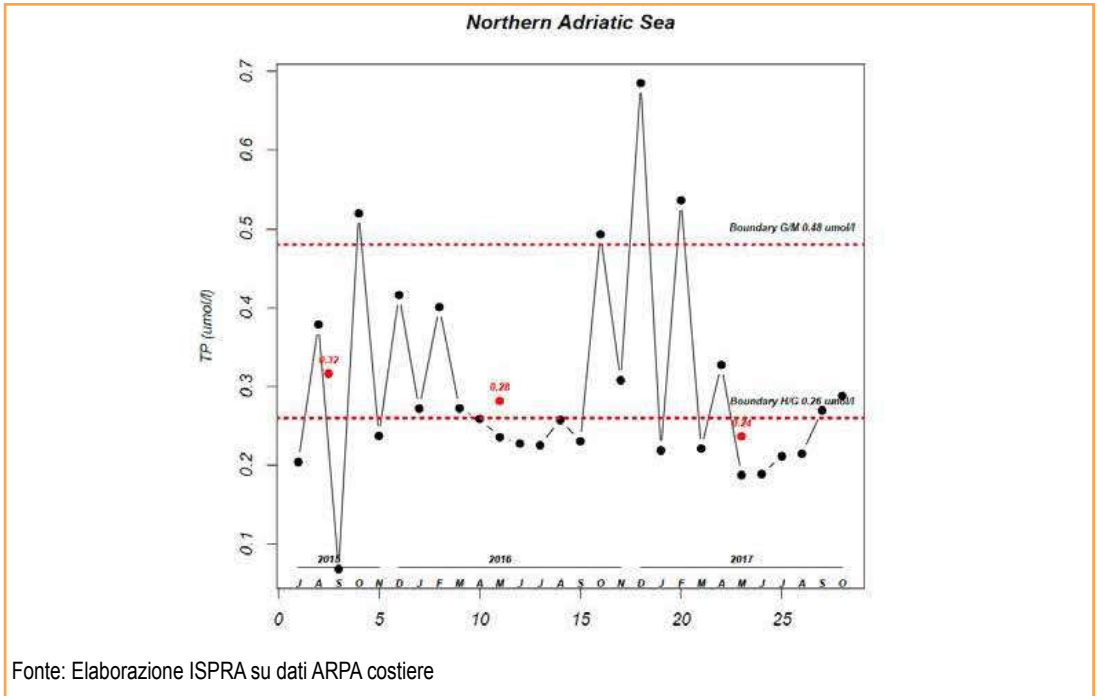 Northern Adriatic Sea
TP (umol/l)
0.7
0.6
0.5
0.4
0.3
0.2
0.1
Boundary G/M 0.48 umol/l
Boundary H/G 0.26 umol/l
0.32
0.28
0.24
2015 2016 2017
J A S O N D J F M A M J J A S O N D J F M A M J J A S O
0 5 10 15 20 25
Fonte: Elaborazione ISPRA su dati ARPA costiere